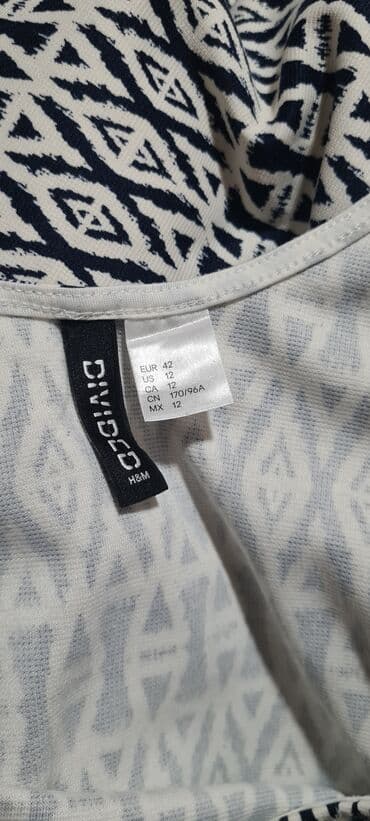 DIVIDED
H&M
EUR 42
US 12
CA 12
CN 170/96A
MX 12